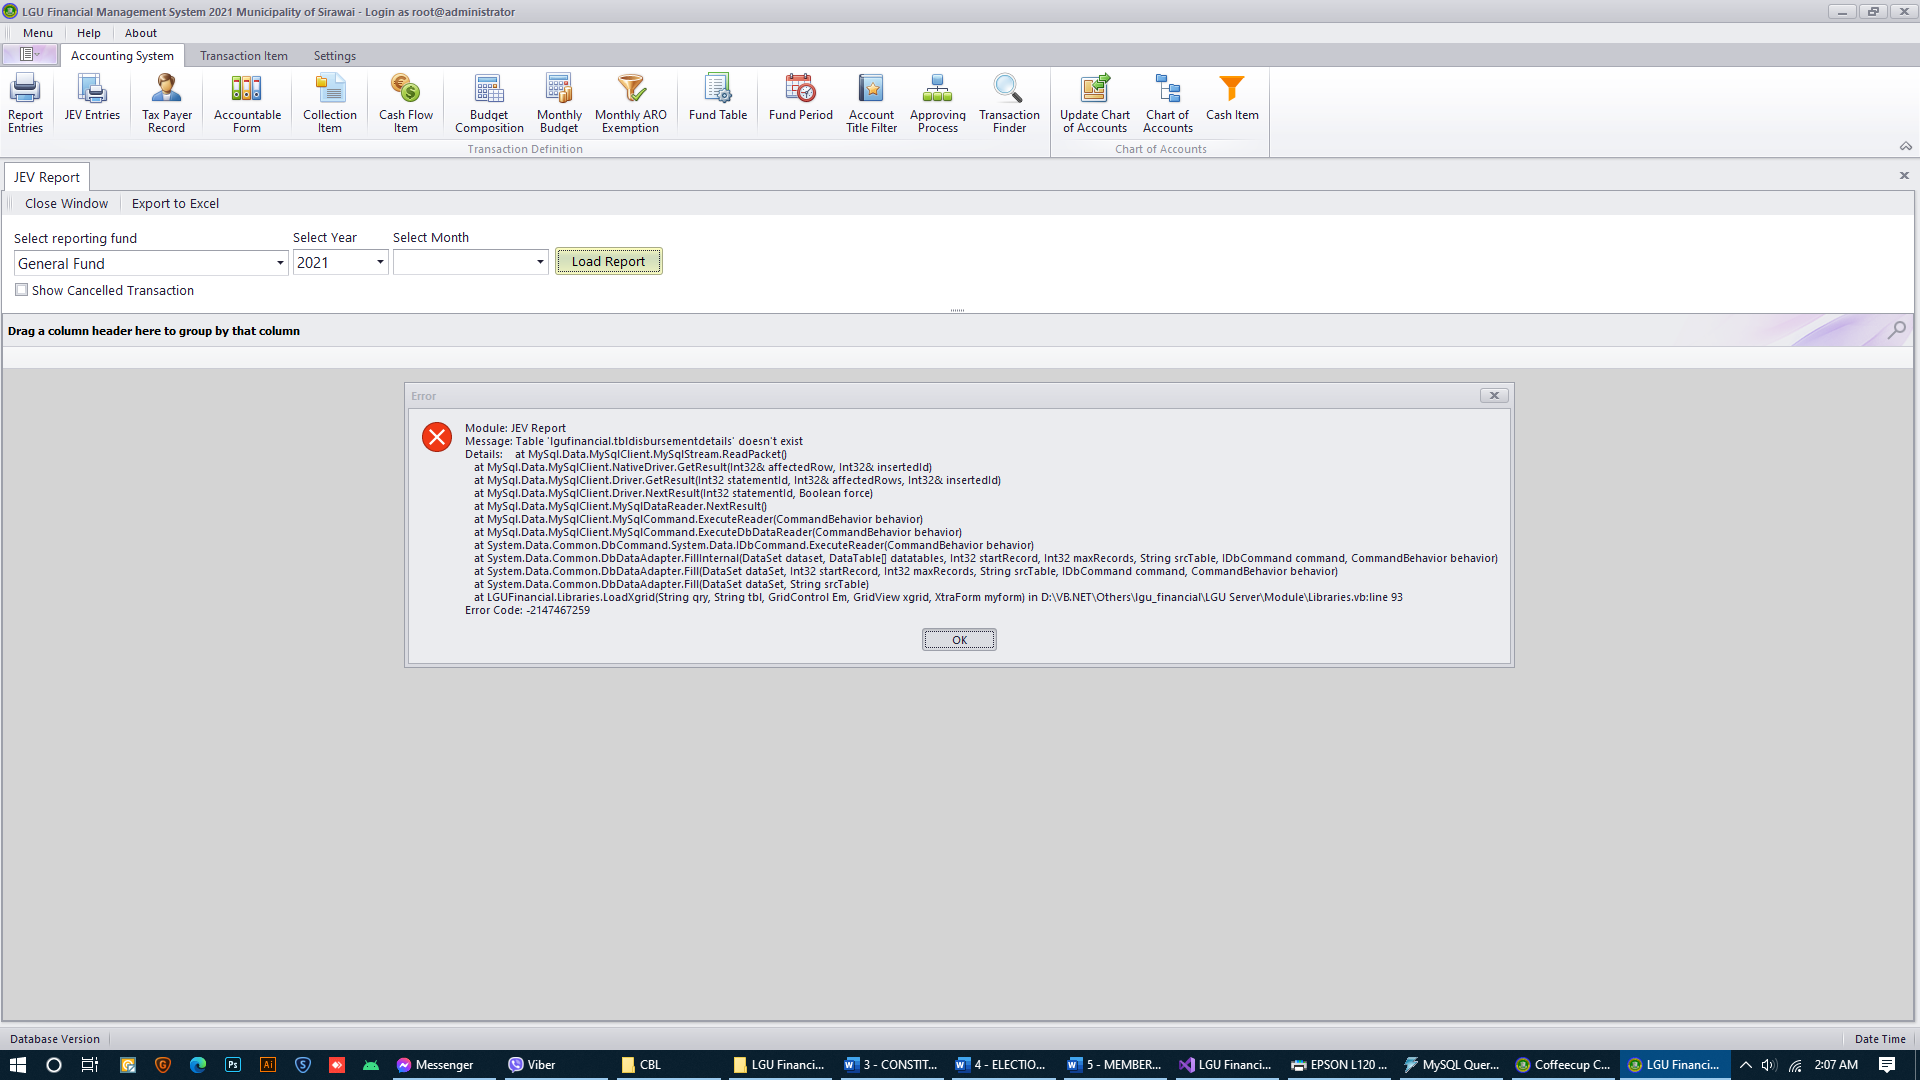 LGU Financial Management System 2021 Municipality of Sirawai - Login as root@administrator
Menu Help About
Accounting System Transaction Item Settings
Report Entries
JEV Entries
Tax Payer Record
Accountable Form
Collection Item
Cash Flow Item
Budget Composition
Monthly Budget
Monthly ARO Exemption
Fund Table
Fund Period
Account Title Filter
Approving Process
Transaction Finder
Update Chart of Accounts
Chart of Accounts
Cash Item
Transaction Definition
Chart of Accounts
JEV Report
Close Window Export to Excel
Select reporting fund Select Year Select Month
General Fund 2021 Load Report
Show Cancelled Transaction
Drag a column header here to group by that column
Error
Module: JEV Report
Message: Table 'lgufinancial.tbldisbursementdetails' doesn't exist
Details: at MySql.Data.MySqlClient.MySqlStream.ReadPacket()
at MySql.Data.MySqlClient.NativeDriver.GetResult(Int32& affectedRow, Int32& insertedId)
at MySql.Data.MySqlClient.Driver.GetResult(Int32 statementId, Int32& affectedRows, Int32& insertedId)
at MySql.Data.MySqlClient.Driver.NextResult(Int32 statementId, Boolean force)
at MySql.Data.MySqlClient.MySqlDataReader.NextResult()
at MySql.Data.MySqlClient.MySqlCommand.ExecuteReader(CommandBehavior behavior)
at MySql.Data.MySqlClient.MySqlCommand.ExecuteDbDataReader(CommandBehavior behavior)
at System.Data.Common.DbCommand.System.Data.IDbCommand.ExecuteReader(CommandBehavior behavior)
at System.Data.Common.DbDataAdapter.FillInternal(DataSet dataset, DataTable[] datatables, Int32 startRecord, Int32 maxRecords, String srcTable, IDbCommand command, CommandBehavior behavior)
at System.Data.Common.DbDataAdapter.Fill(DataSet dataSet, Int32 startRecord, Int32 maxRecords, String srcTable, IDbCommand command, CommandBehavior behavior)
at System.Data.Common.DbDataAdapter.Fill(DataSet dataSet, String srcTable)
at LGUFinancial.Libraries.LoadXgrid(String qry, String tbl, GridControl Em, GridView xgrid, XtraForm myform) in D:\VB.NET\Others\lgu_financial\LGU Server\Module\Libraries.vb:line 93
Error Code: -2147467259
OK
Database Version Date Time
Ps Ai Messenger Viber CBL LGU Financi... 3 - CONSTIT... 4 - ELECTIO... 5 - MEMBER... LGU Financi... EPSON L120 ... MySQL Quer... Coffeecup C... LGU Financi... 2:07 AM